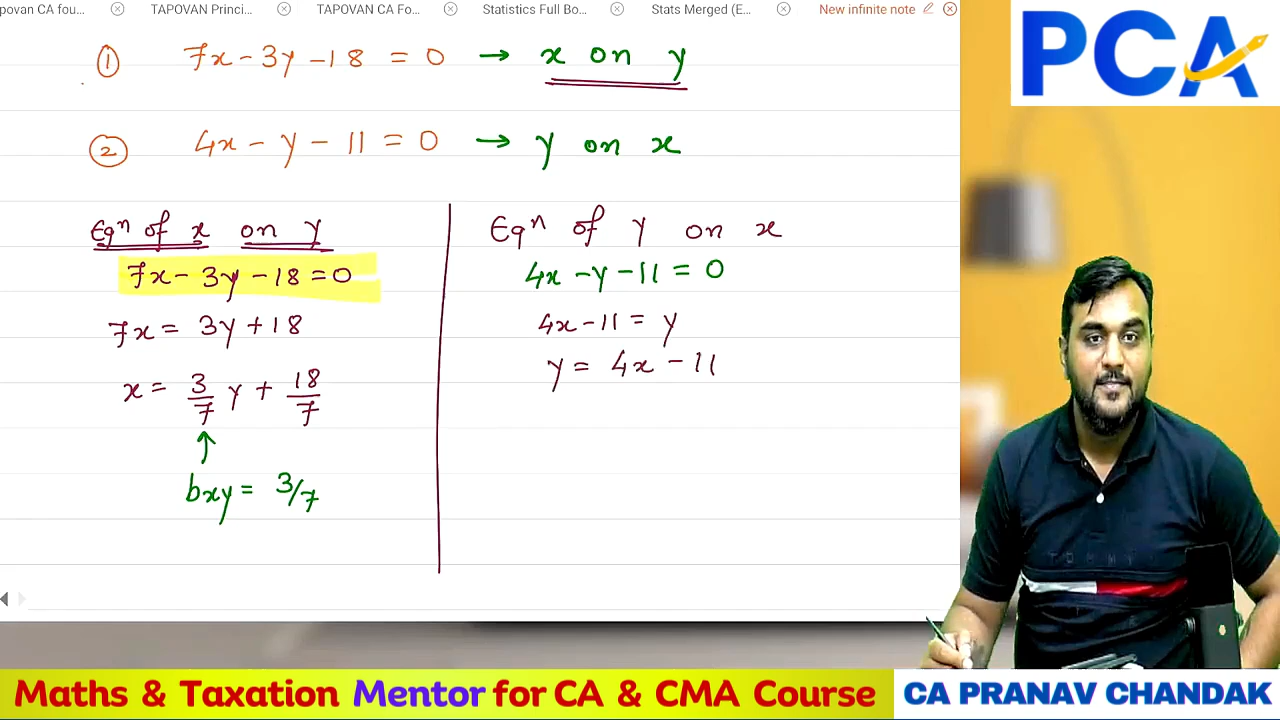 povan CA fou... TAPOVAN Princi... TAPOVAN CA Fo... Statistics Full Bo... Stats Merged (E... New infinite note
① 7x - 3y - 18 = 0 → x on y
② 4x - y - 11 = 0 → y on x
Eqⁿ of x on y
7x - 3y - 18 = 0
7x = 3y + 18
x = 3/7 y + 18/7
↑
bxy = 3/7
Eqⁿ of y on x
4x - y - 11 = 0
4x - 11 = y
y = 4x - 11
PCA
TOMMY
Maths & Taxation Mentor for CA & CMA Course
CA PRANAV CHANDAK